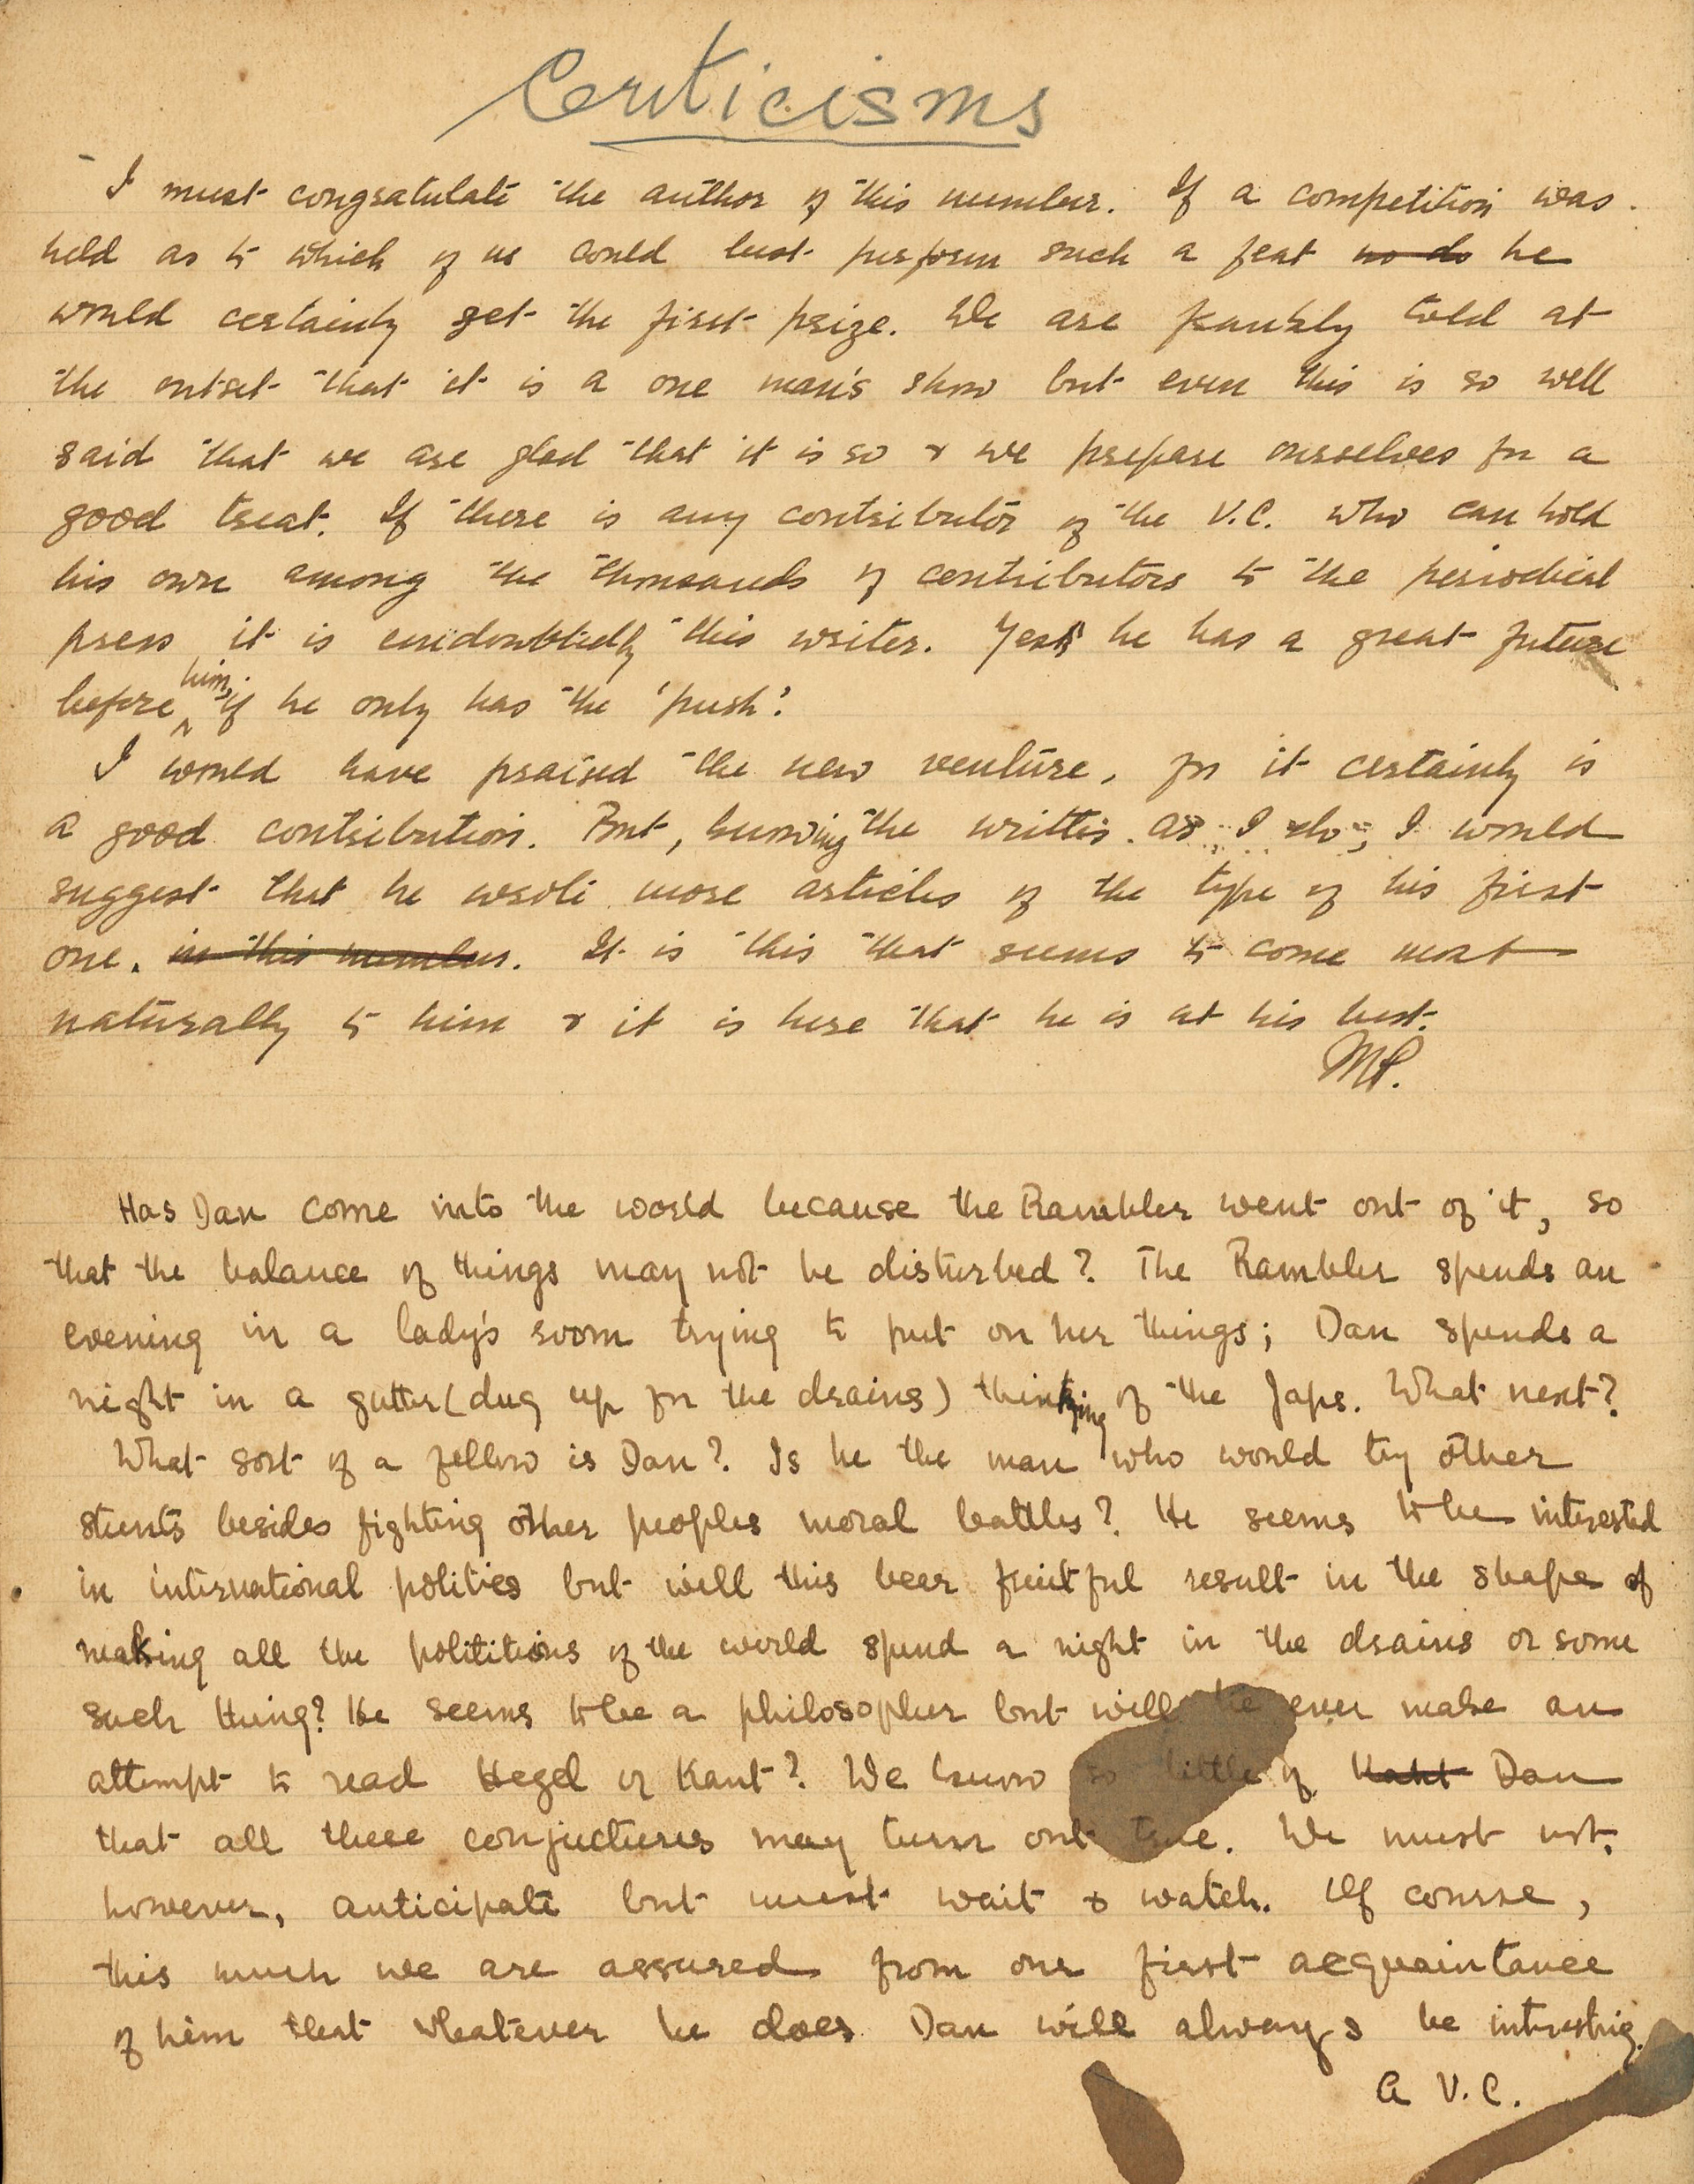 Criticisms
I must congratulate the author of this number. If a competition was
held as to which of us could best perform such a feat no do he
would certainly get the first prize. We are frankly told at
the outset that it is a one man's show but even this is so well
said that we are glad that it is so & we prepare ourselves for a
good treat. If there is any contributor of the V.C. who can hold
his own among the thousands of contributors to the periodical
press it is undoubtedly this writer. Yes he has a great future
before him, if he only has the 'push'.
I would have praised the new venture, for it certainly is
a good contribution. But, knowing the writer as I do, I would
suggest that he write more articles of the type of his first
one. in this number. It is this that seems to come most
naturally to him & it is here that he is at his best.
MP.
Has Dan come into the world because the Rambler went out of it, so
that the balance of things may not be disturbed? The Rambler spends an
evening in a lady's room trying to put on her things; Dan spends a
night in a gutter (dug up for the drains) thinking of the Japs. What next?
What sort of a fellow is Dan? Is he the man who would try other
stunts besides fighting other peoples moral battles? He seems to be interested
in international politics but will this bear fruitful result in the shape of
making all the polititions of the world spend a night in the drains or some
such thing? He seems to be a philosopher but will he ever make an
attempt to read Hegel or Kant? We know so little of Kant Dan
that all these conjectures may turn out true. We must not,
however, anticipate but must wait & watch. Of course,
this much we are assured from our first acquaintance
of him that whatever he does Dan will always be interesting.
A V.C.